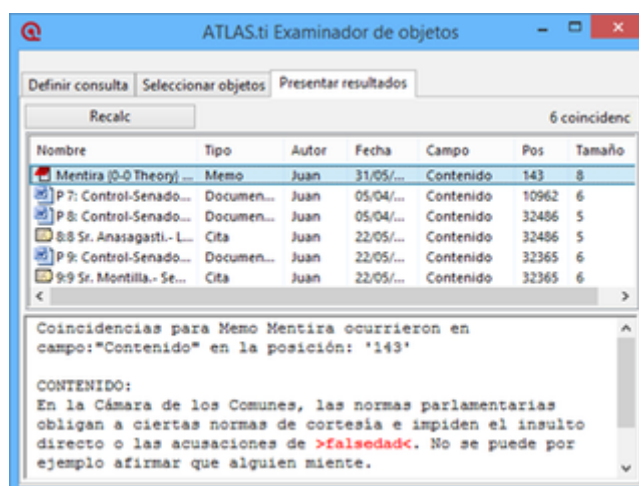 ATLAS.ti Examinador de objetos
Definir consulta Seleccionar objetos Presentar resultados
Recalc 6 coincidenc
Nombre Tipo Autor Fecha Campo Pos Tamaño
Mentira {0-0 Theory} ... Memo Juan 31/05/... Contenido 143 8
P 7: Control-Senado... Documen... Juan 05/04/... Contenido 10962 6
P 8: Control-Senado... Documen... Juan 05/04/... Contenido 32486 5
8:8 Sr. Anasagasti.- L... Cita Juan 22/05/... Contenido 32486 5
P 9: Control-Senado... Documen... Juan 22/05/... Contenido 32365 6
9:9 Sr. Montilla.- Se... Cita Juan 22/05/... Contenido 32365 6
Coincidencias para Memo Mentira ocurrieron en
campo:"Contenido" en la posición: '143'
CONTENIDO:
En la Cámara de los Comunes, las normas parlamentarias
obligan a ciertas normas de cortesía e impiden el insulto
directo o las acusaciones de >falsedad<. No se puede por
ejemplo afirmar que alguien miente.